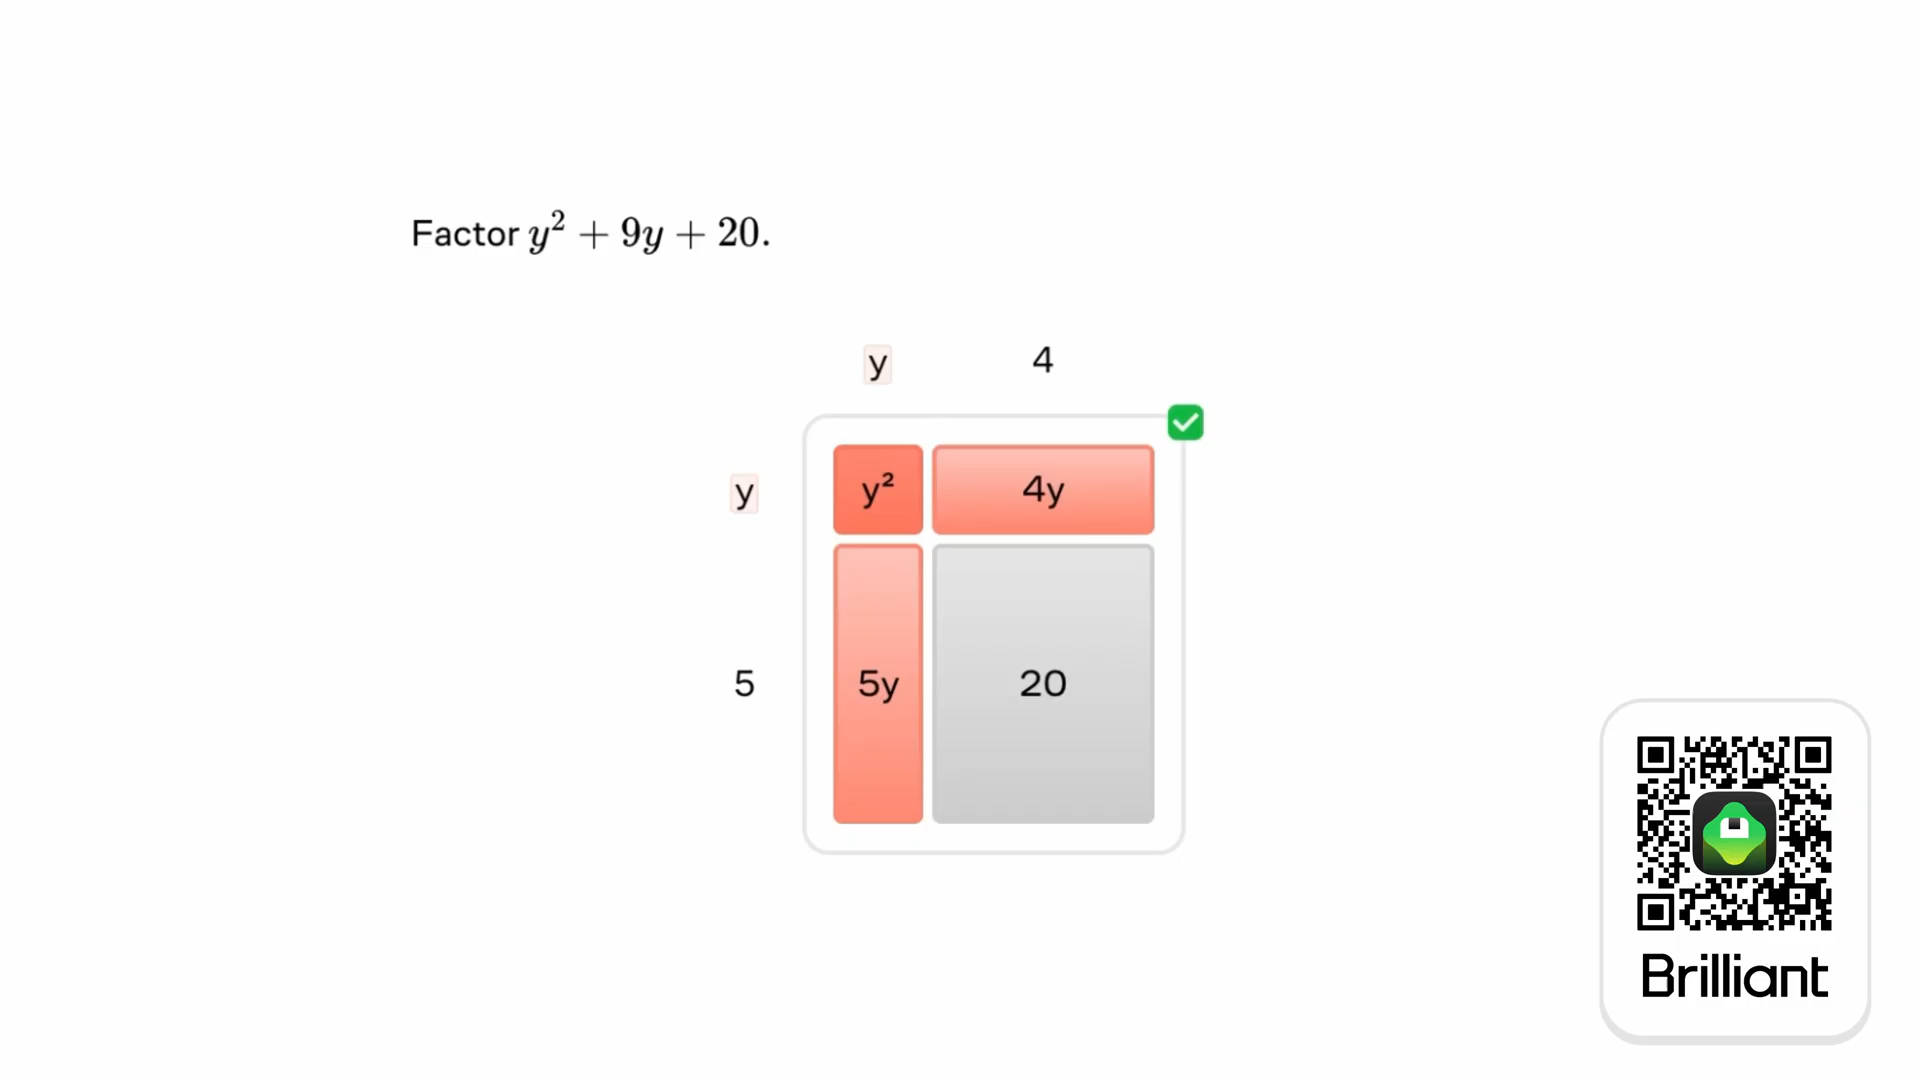 Factor y² + 9y + 20.
y 4
y y² 4y
5 5y 20
Brilliant